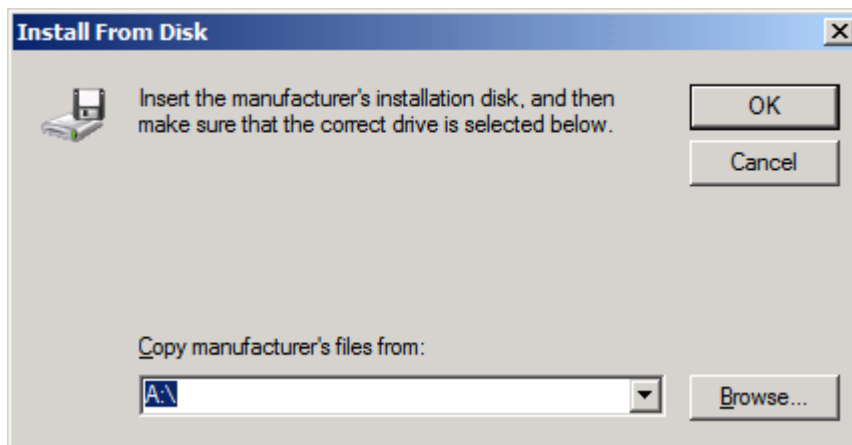 Install From Disk
Insert the manufacturer's installation disk, and then
make sure that the correct drive is selected below.
OK
Cancel
Copy manufacturer's files from:
A:\
Browse...